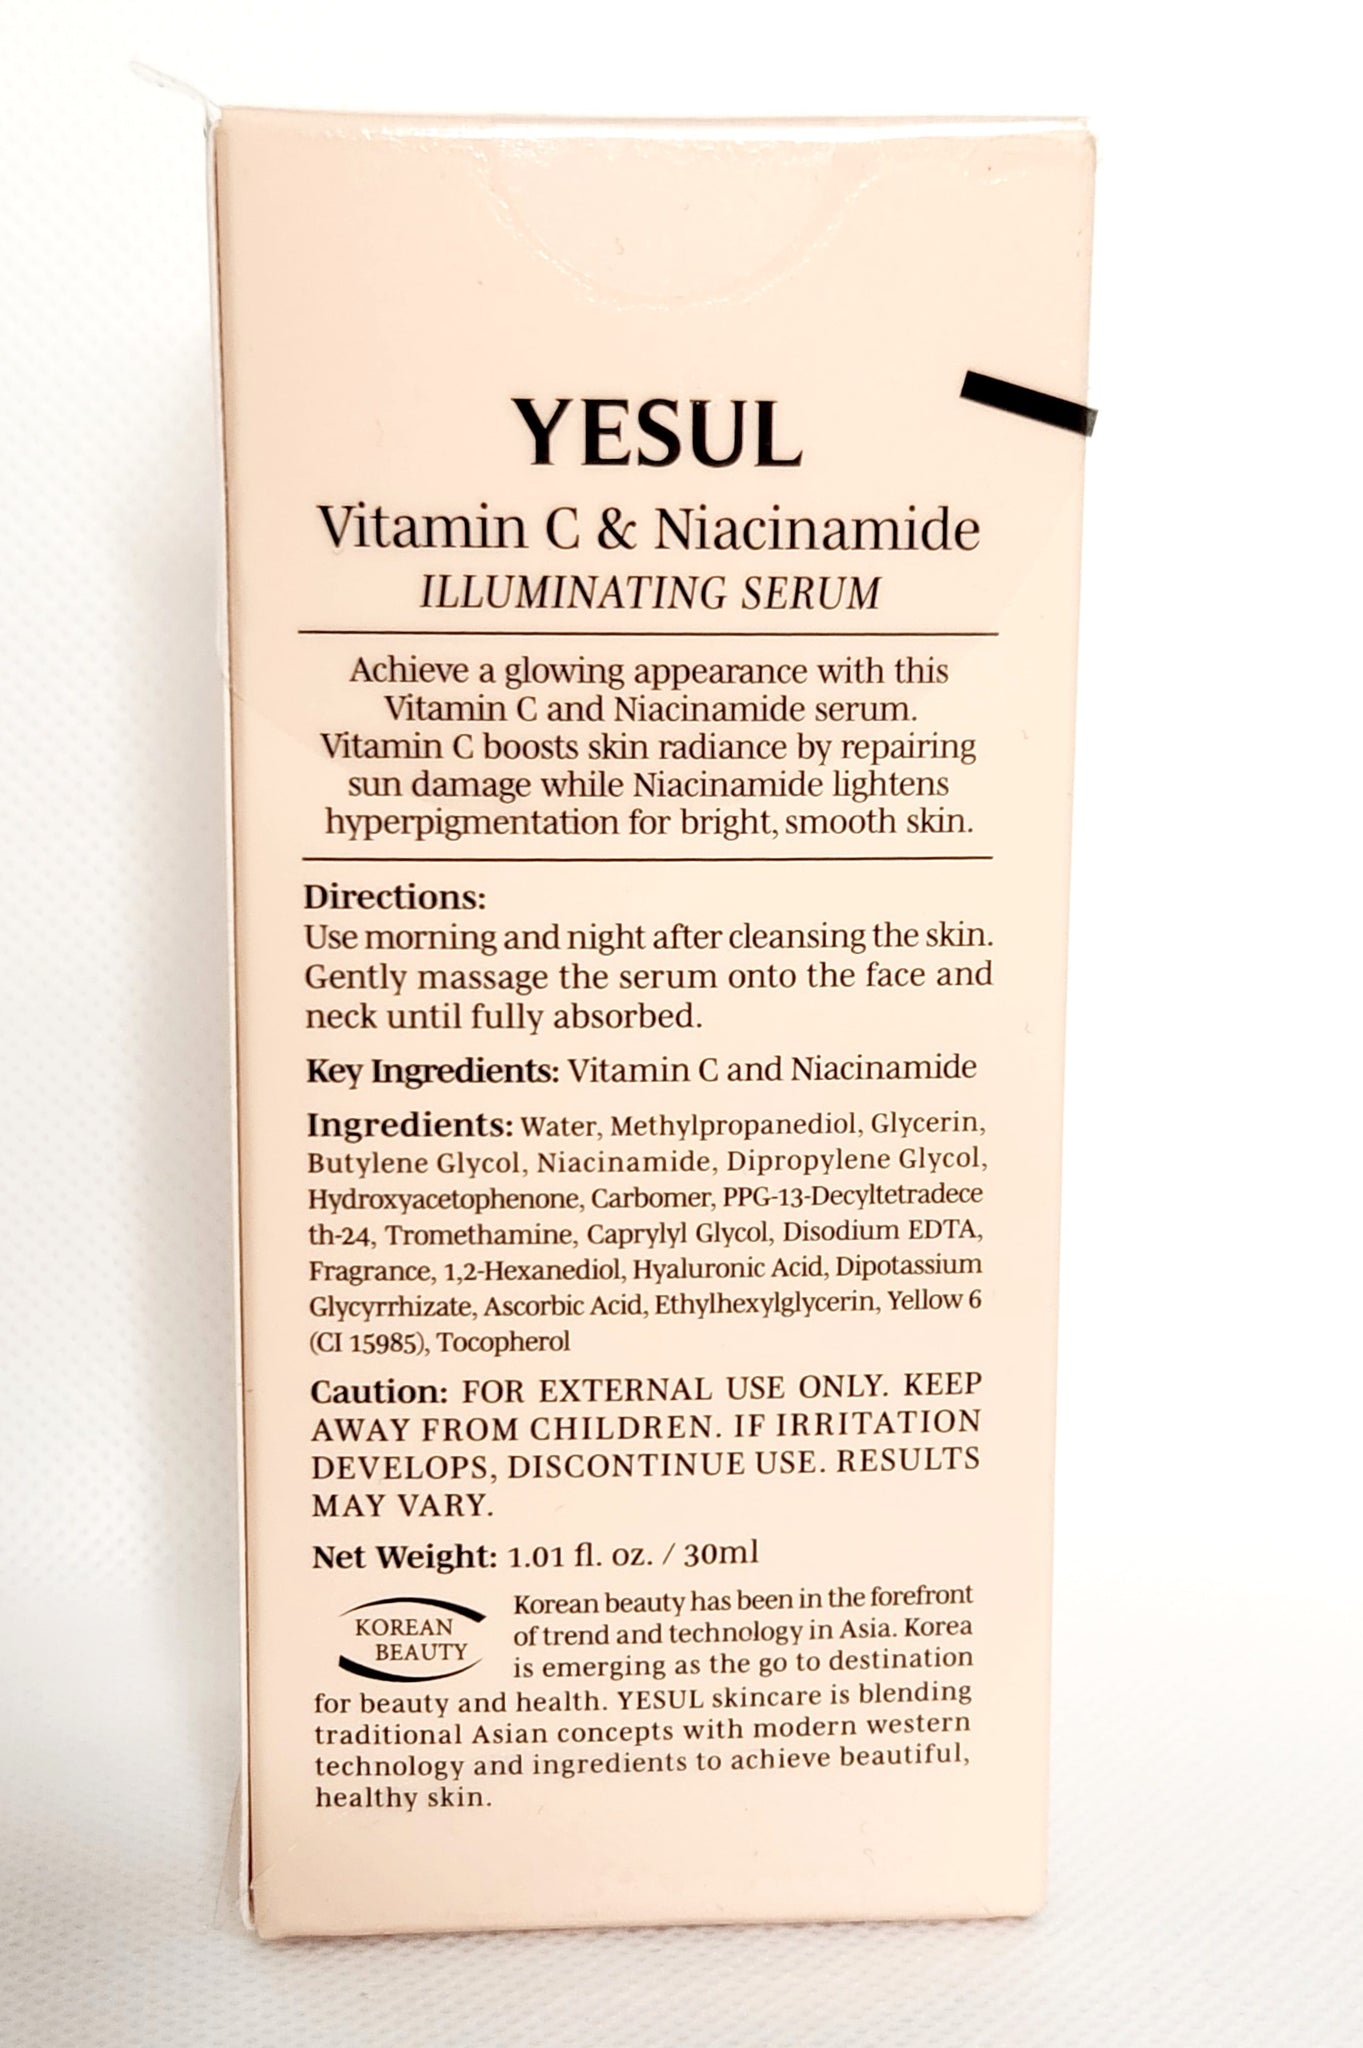 YESUL
Vitamin C & Niacinamide
ILLUMINATING SERUM
Achieve a glowing appearance with this
Vitamin C and Niacinamide serum.
Vitamin C boosts skin radiance by repairing
sun damage while Niacinamide lightens
hyperpigmentation for bright, smooth skin.
Directions:
Use morning and night after cleansing the skin.
Gently massage the serum onto the face and
neck until fully absorbed.
Key Ingredients: Vitamin C and Niacinamide
Ingredients: Water, Methylpropanediol, Glycerin,
Butylene Glycol, Niacinamide, Dipropylene Glycol,
Hydroxyacetophenone, Carbomer, PPG-13-Decyltetradece
th-24, Tromethamine, Caprylyl Glycol, Disodium EDTA,
Fragrance, 1,2-Hexanediol, Hyaluronic Acid, Dipotassium
Glycyrrhizate, Ascorbic Acid, Ethylhexylglycerin, Yellow 6
(CI 15985), Tocopherol
Caution: FOR EXTERNAL USE ONLY. KEEP
AWAY FROM CHILDREN. IF IRRITATION
DEVELOPS, DISCONTINUE USE. RESULTS
MAY VARY.
Net Weight: 1.01 fl. oz. / 30ml
KOREAN
BEAUTY
Korean beauty has been in the forefront
of trend and technology in Asia. Korea
is emerging as the go to destination
for beauty and health. YESUL skincare is blending
traditional Asian concepts with modern western
technology and ingredients to achieve beautiful,
healthy skin.